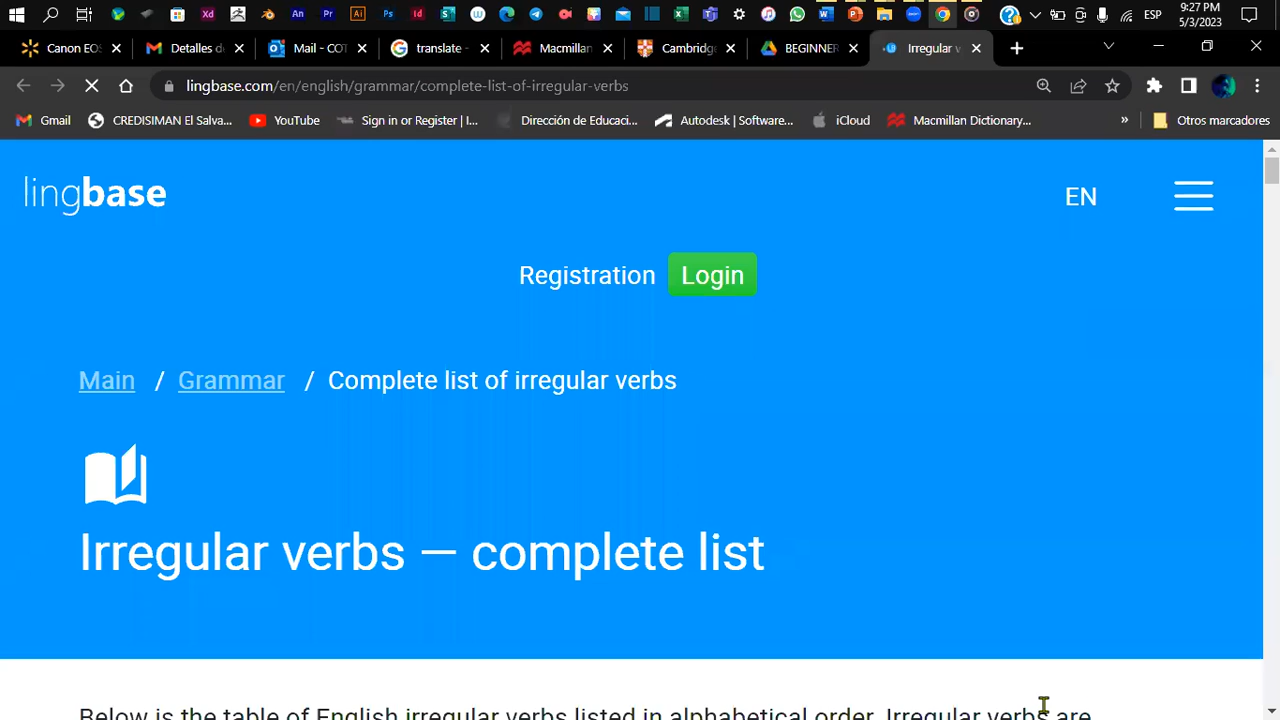 9:27 PM
ESP
5/3/2023
Canon EOS
Detalles d
Mail - COT
translate -
Macmillan
Cambridge
BEGINNER
Irregular v
lingbase.com/en/english/grammar/complete-list-of-irregular-verbs
Gmail
CREDISIMAN El Salva...
YouTube
Sign in or Register | I...
Dirección de Educaci...
Autodesk | Software...
iCloud
Macmillan Dictionary...
»
Otros marcadores
lingbase
EN
Registration
Login
Main / Grammar / Complete list of irregular verbs
Irregular verbs — complete list
Below is the table of English irregular verbs listed in alphabetical order. Irregular verbs are